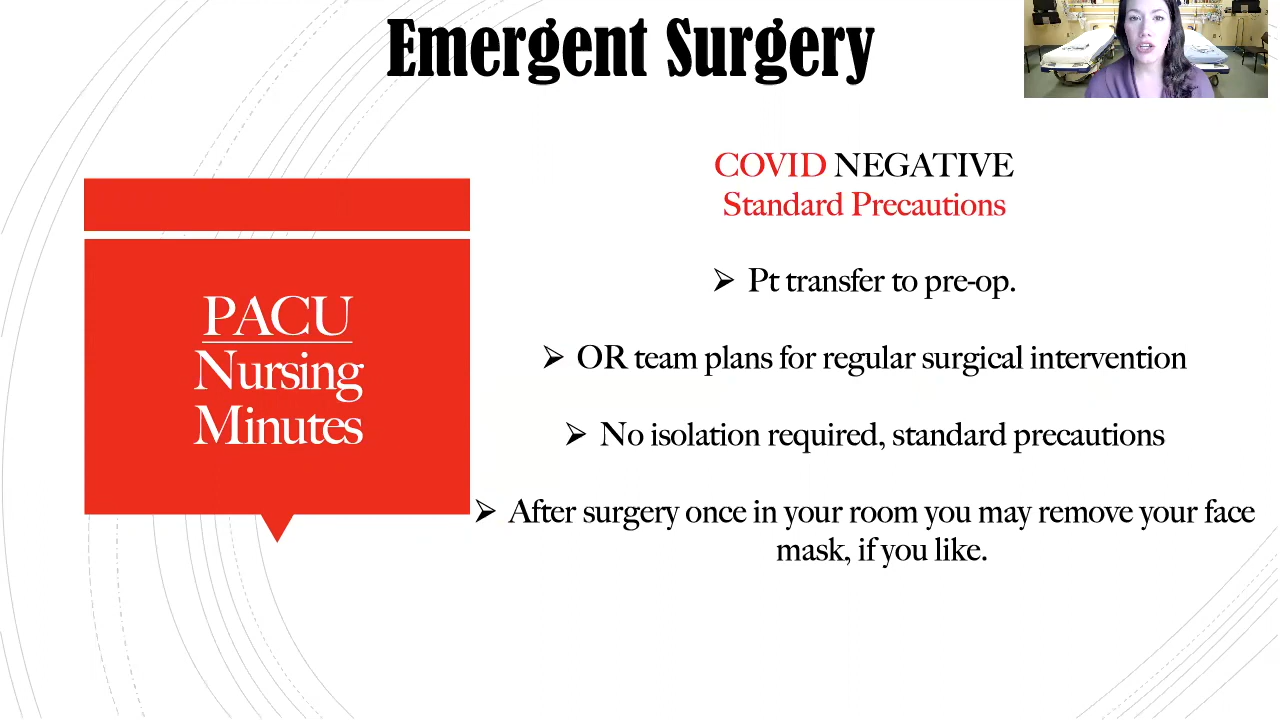 Emergent Surgery
COVID NEGATIVE
Standard Precautions
PACU
Nursing
Minutes
➢ Pt transfer to pre-op.
➢ OR team plans for regular surgical intervention
➢ No isolation required, standard precautions
➢ After surgery once in your room you may remove your face
mask, if you like.